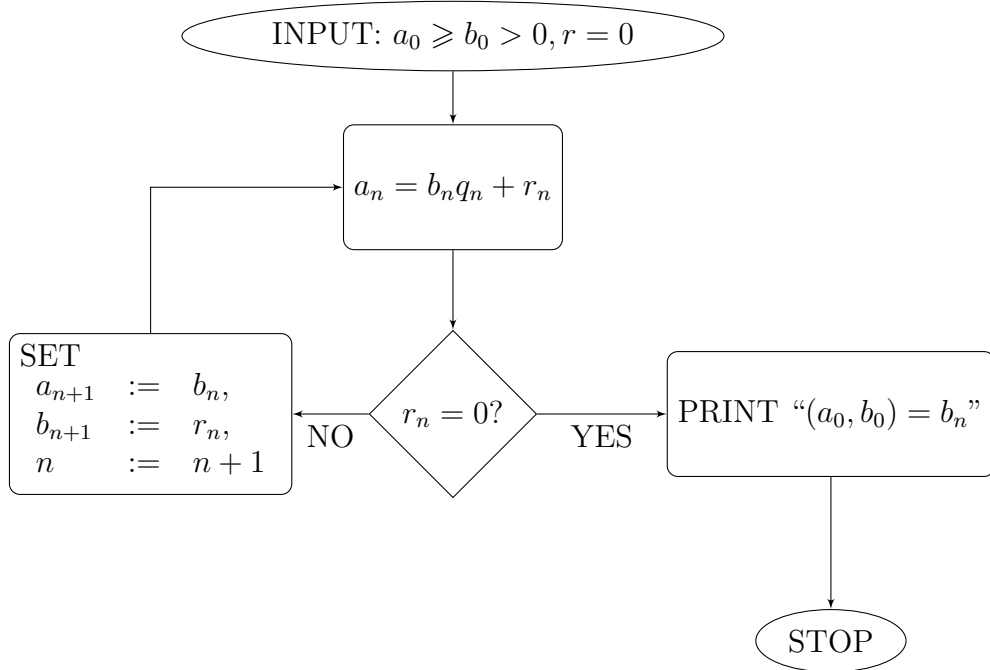 INPUT: a₀ ⩾ b₀ > 0, r = 0
aₙ = bₙqₙ + rₙ
SET
aₙ₊₁ := bₙ,
bₙ₊₁ := rₙ,
n := n + 1
NO
rₙ = 0?
YES
PRINT “(a₀, b₀) = bₙ”
STOP